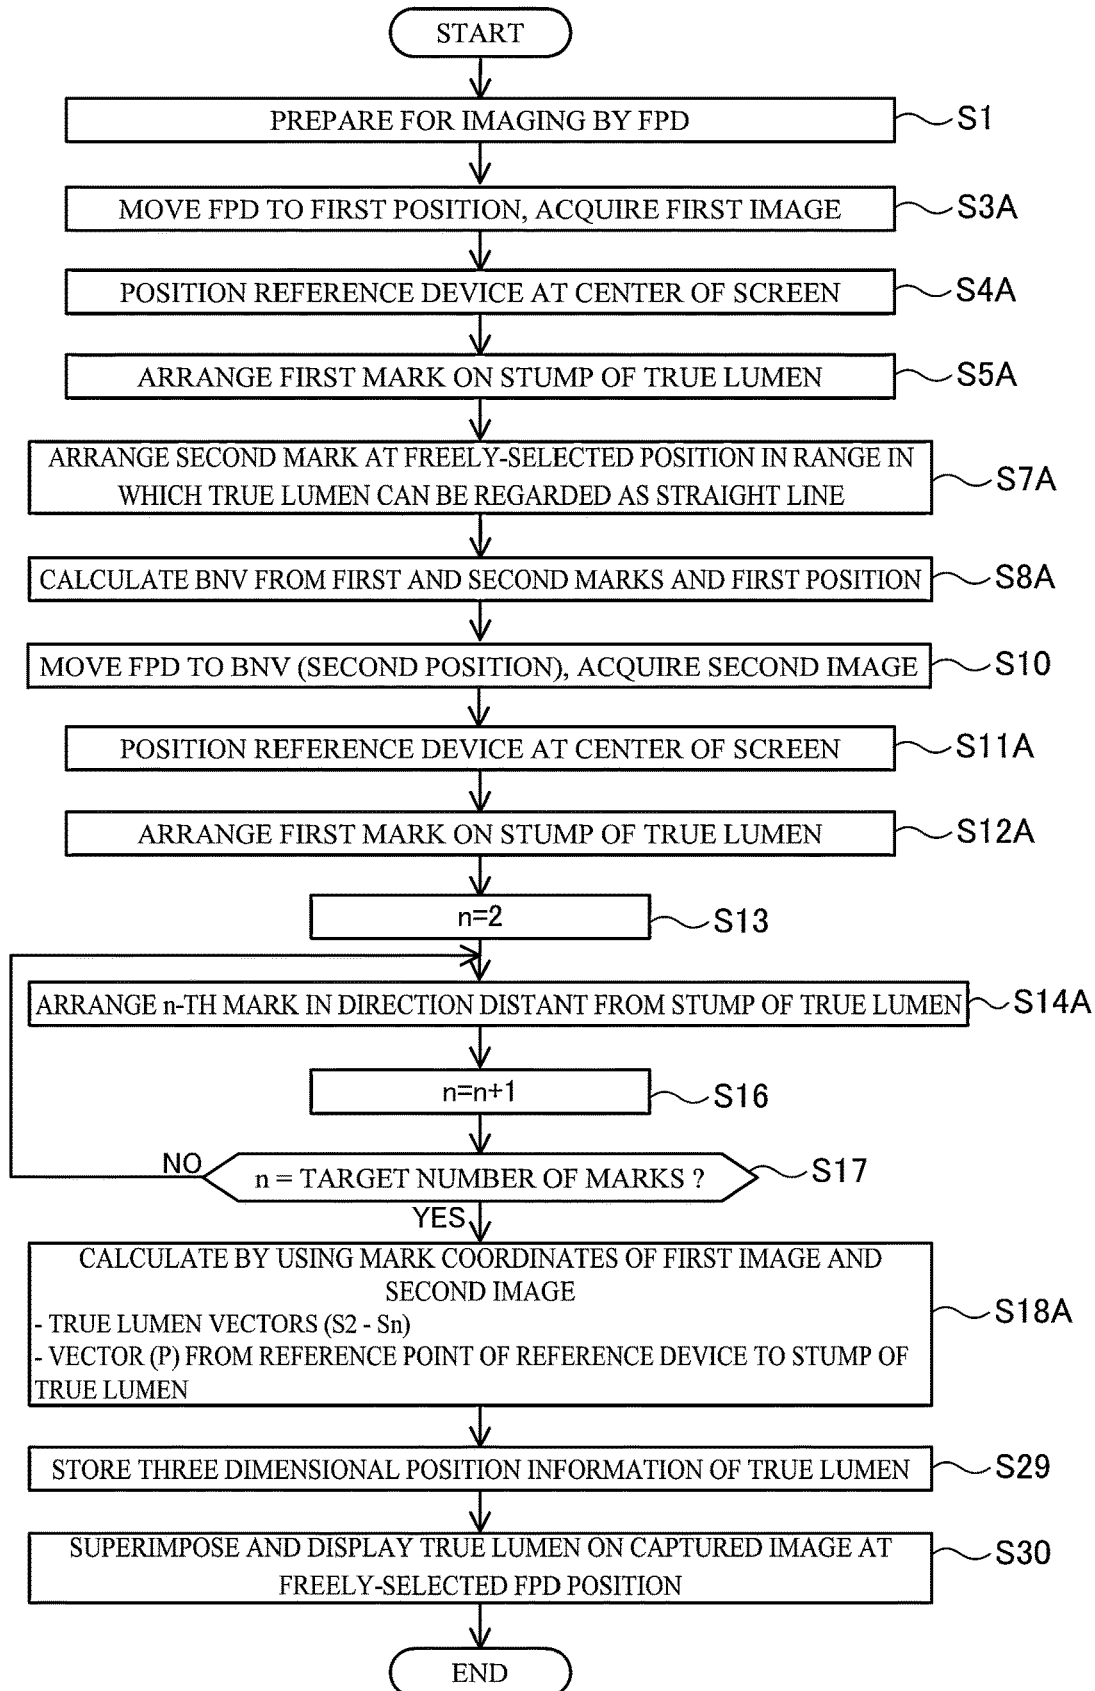 START
PREPARE FOR IMAGING BY FPD
S1
MOVE FPD TO FIRST POSITION, ACQUIRE FIRST IMAGE
S3A
POSITION REFERENCE DEVICE AT CENTER OF SCREEN
S4A
ARRANGE FIRST MARK ON STUMP OF TRUE LUMEN
S5A
ARRANGE SECOND MARK AT FREELY-SELECTED POSITION IN RANGE IN
WHICH TRUE LUMEN CAN BE REGARDED AS STRAIGHT LINE
S7A
CALCULATE BNV FROM FIRST AND SECOND MARKS AND FIRST POSITION
S8A
MOVE FPD TO BNV (SECOND POSITION), ACQUIRE SECOND IMAGE
S10
POSITION REFERENCE DEVICE AT CENTER OF SCREEN
S11A
ARRANGE FIRST MARK ON STUMP OF TRUE LUMEN
S12A
n=2
S13
ARRANGE n-TH MARK IN DIRECTION DISTANT FROM STUMP OF TRUE LUMEN
S14A
n=n+1
S16
NO
n = TARGET NUMBER OF MARKS ?
S17
YES
CALCULATE BY USING MARK COORDINATES OF FIRST IMAGE AND
SECOND IMAGE
- TRUE LUMEN VECTORS (S2 - Sn)
- VECTOR (P) FROM REFERENCE POINT OF REFERENCE DEVICE TO STUMP OF
TRUE LUMEN
S18A
STORE THREE DIMENSIONAL POSITION INFORMATION OF TRUE LUMEN
S29
SUPERIMPOSE AND DISPLAY TRUE LUMEN ON CAPTURED IMAGE AT
FREELY-SELECTED FPD POSITION
S30
END